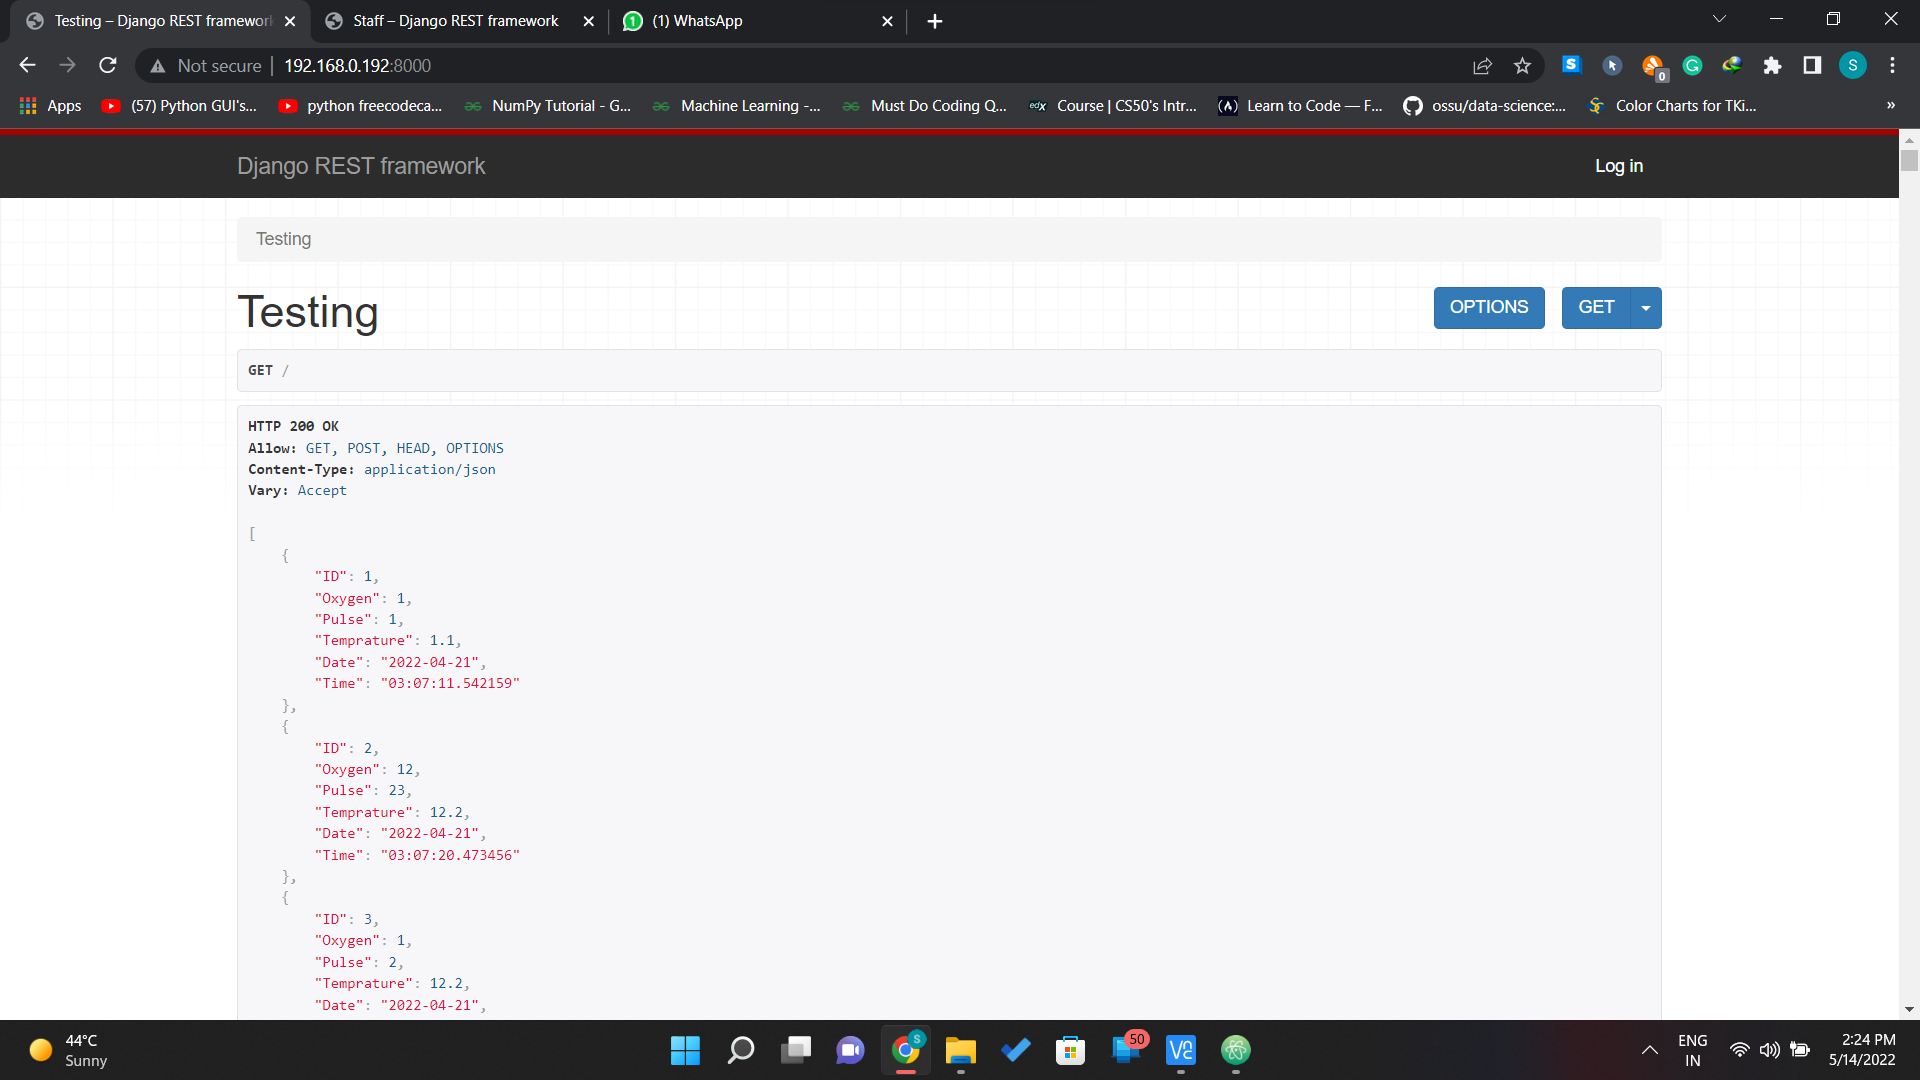 Testing – Django REST framework
Staff – Django REST framework
(1) WhatsApp
Not secure
192.168.0.192:8000
S
0
S
Apps
(57) Python GUI's...
python freecodeca...
NumPy Tutorial - G...
Machine Learning -...
Must Do Coding Q...
edX
Course | CS50's Intr...
Learn to Code — F...
ossu/data-science:...
Color Charts for TKi...
»
Django REST framework
Log in
Testing
Testing
OPTIONS
GET
GET /
HTTP 200 OK
Allow: GET, POST, HEAD, OPTIONS
Content-Type: application/json
Vary: Accept
[
{
"ID": 1,
"Oxygen": 1,
"Pulse": 1,
"Temprature": 1.1,
"Date": "2022-04-21",
"Time": "03:07:11.542159"
},
{
"ID": 2,
"Oxygen": 12,
"Pulse": 23,
"Temprature": 12.2,
"Date": "2022-04-21",
"Time": "03:07:20.473456"
},
{
"ID": 3,
"Oxygen": 1,
"Pulse": 2,
"Temprature": 12.2,
"Date": "2022-04-21",
44°C
Sunny
S
50
ENG
IN
2:24 PM
5/14/2022